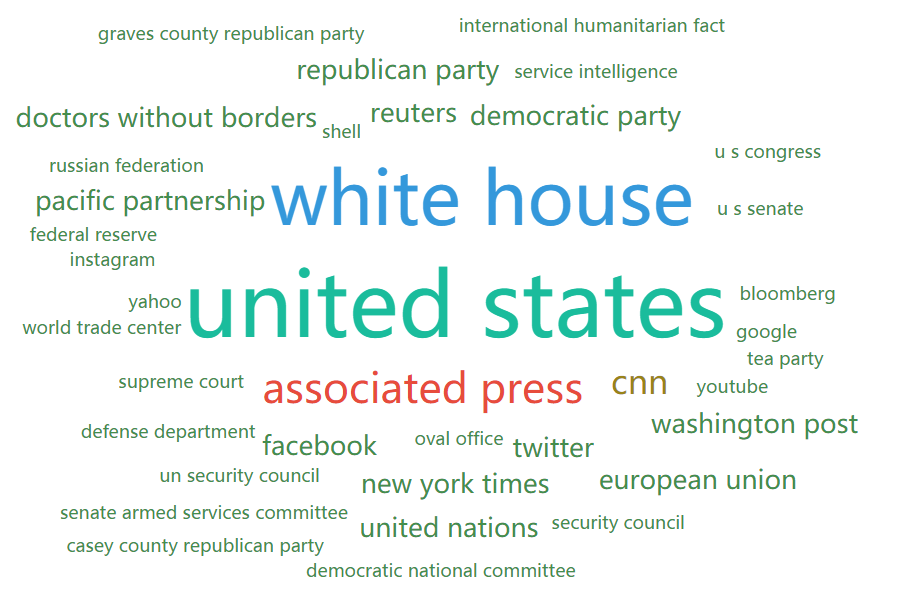 international humanitarian fact
graves county republican party
republican party
service intelligence
reuters
democratic party
doctors without borders
shell
u s congress
russian federation
white house
pacific partnership
u s senate
federal reserve
instagram
united states
bloomberg
yahoo
world trade center
google
tea party
supreme court
associated press
cnn
youtube
washington post
defense department
facebook
oval office
twitter
un security council
new york times
european union
senate armed services committee
united nations
security council
casey county republican party
democratic national committee